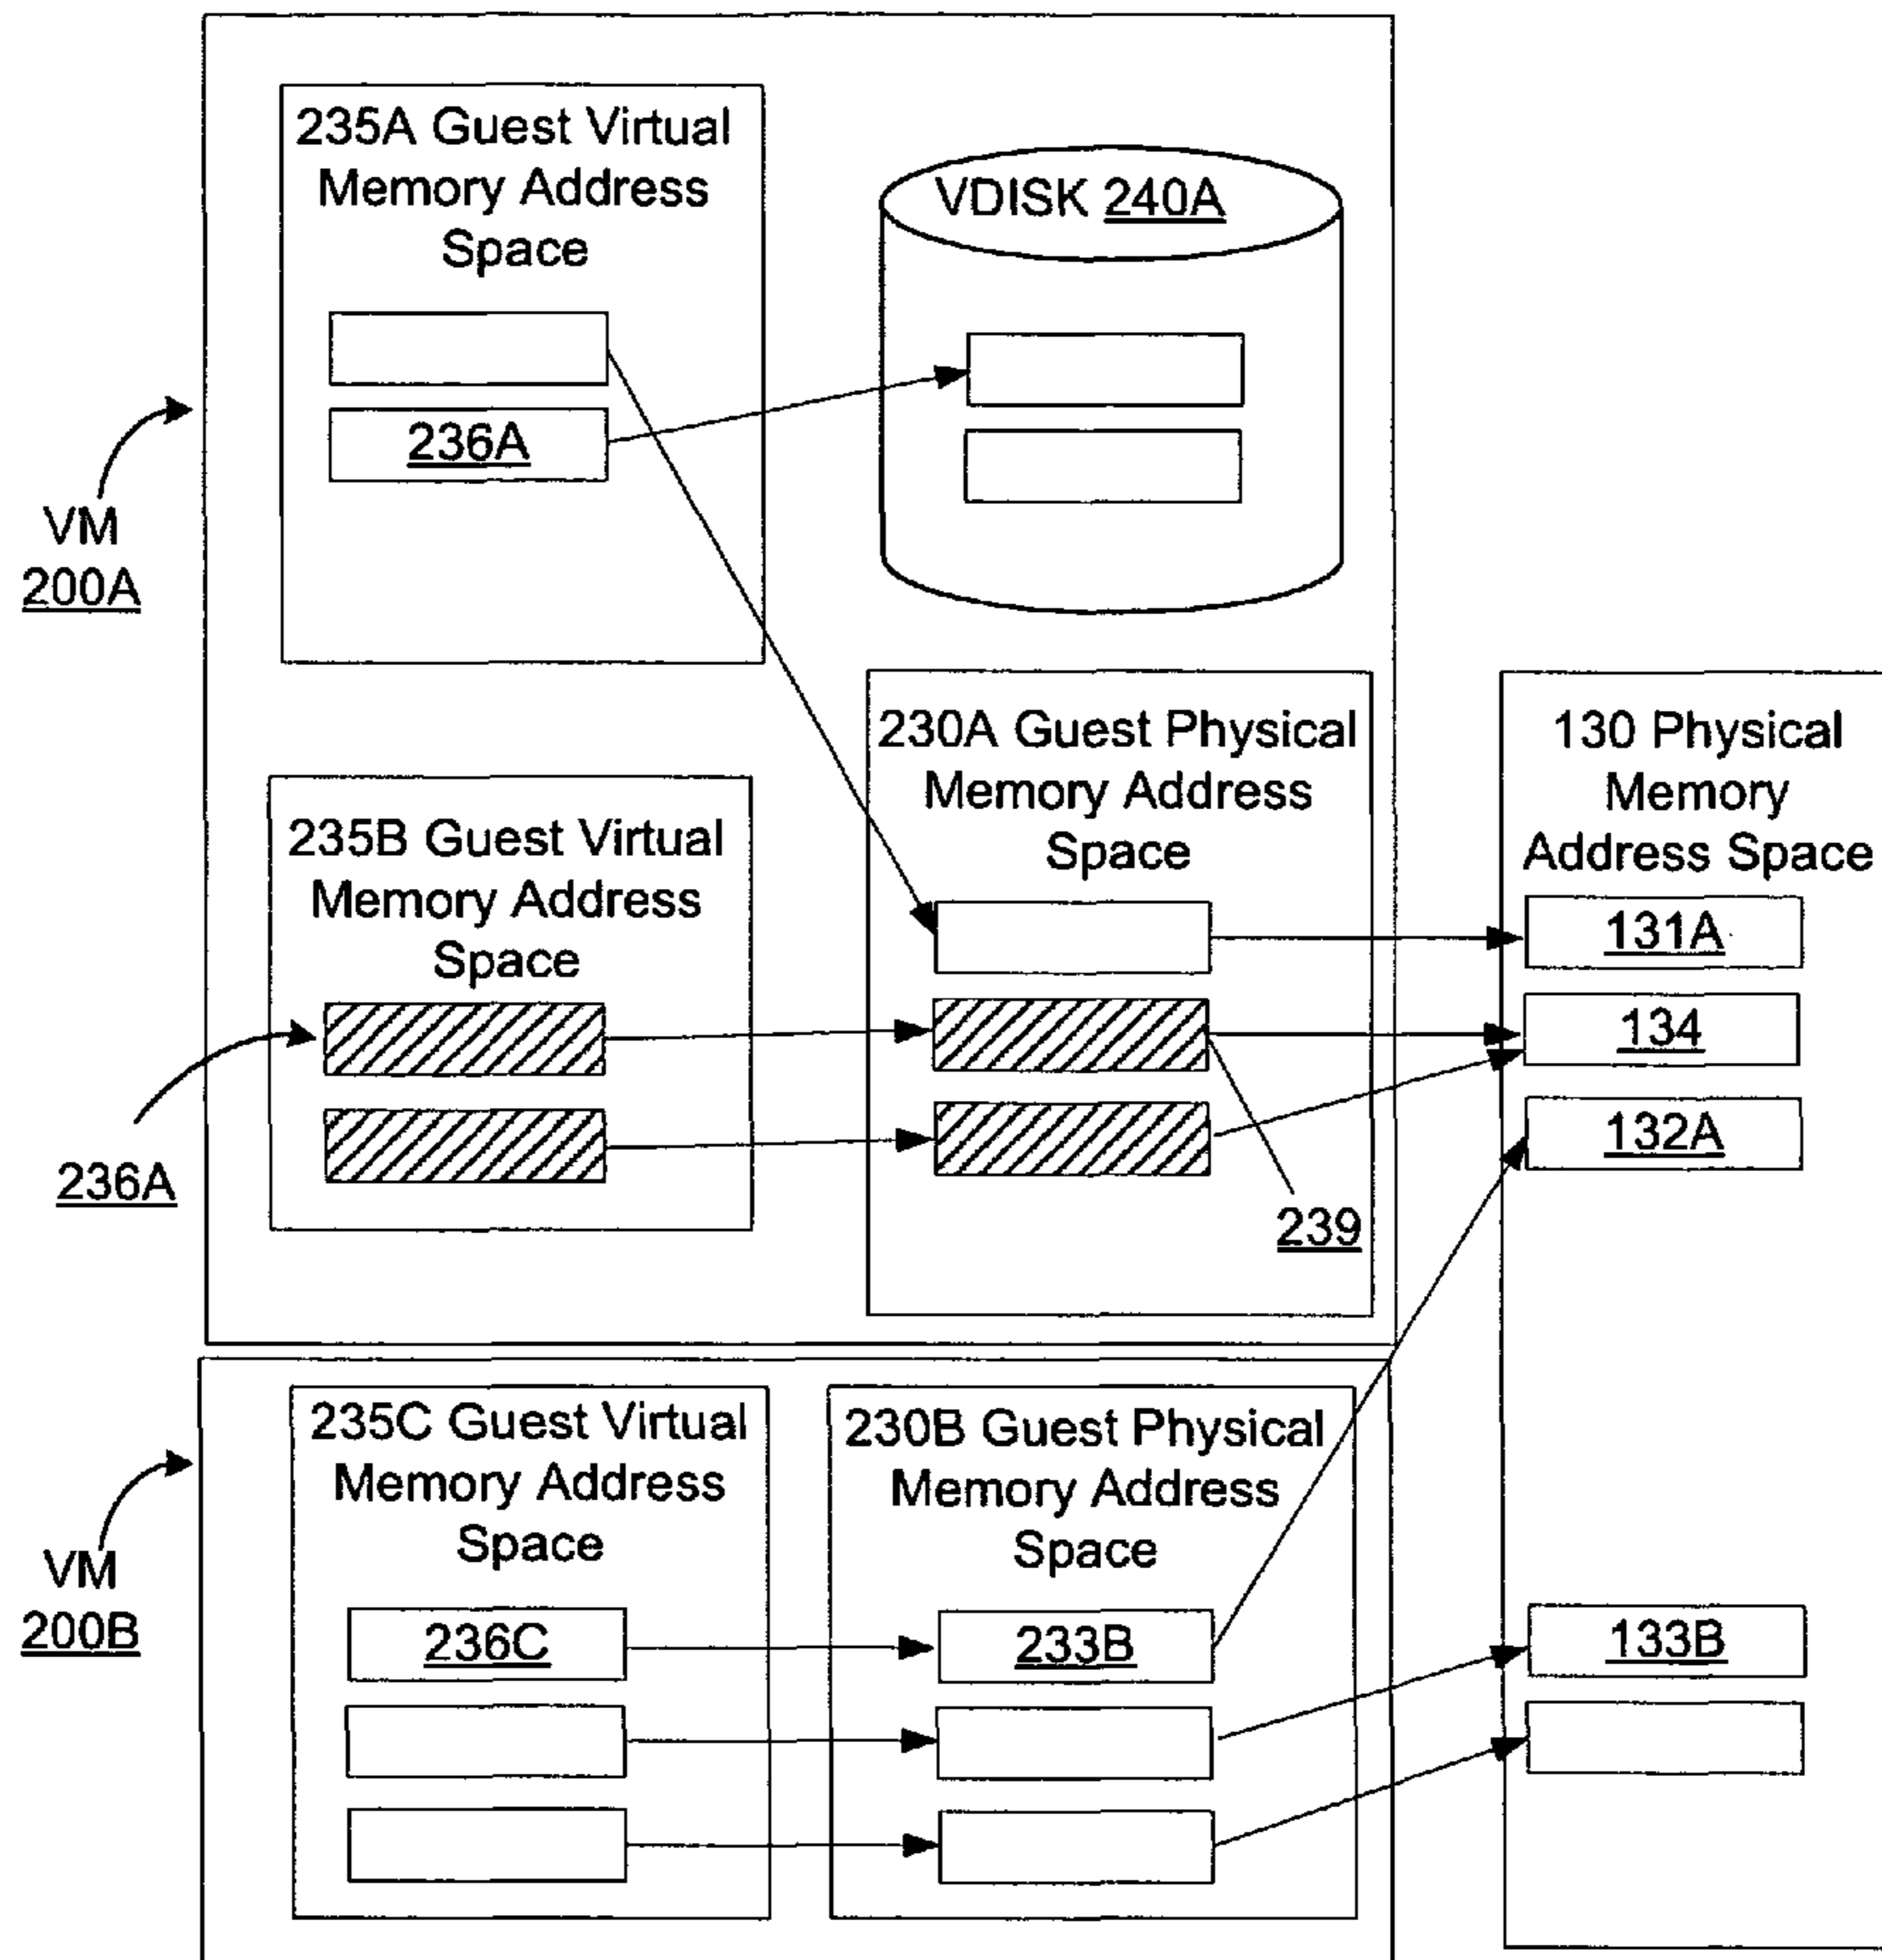 235A Guest Virtual
Memory Address
Space
236A
VDISK 240A
VM
200A
230A Guest Physical
Memory Address
Space
130 Physical
Memory
Address Space
131A
134
132A
235B Guest Virtual
Memory Address
Space
236A
239
235C Guest Virtual
Memory Address
Space
236C
230B Guest Physical
Memory Address
Space
233B
VM
200B
133B